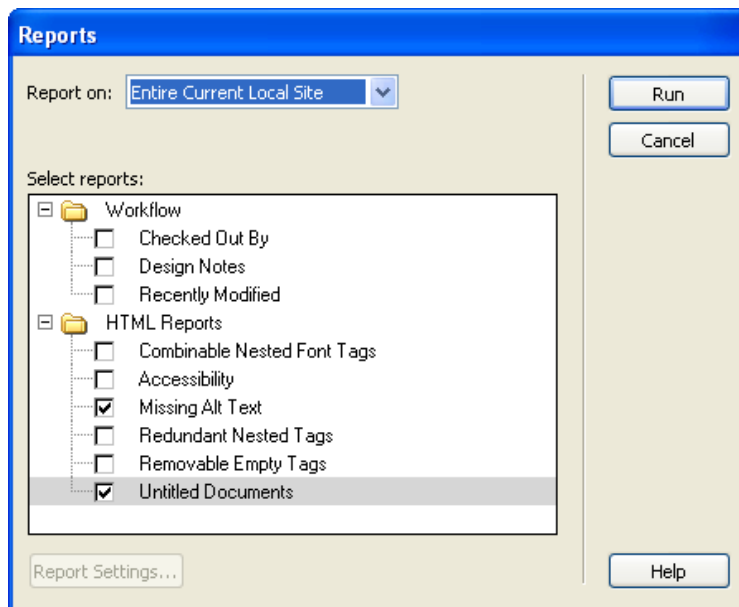 Reports
Report on: Entire Current Local Site
Run
Cancel
Select reports:
Workflow
Checked Out By
Design Notes
Recently Modified
HTML Reports
Combinable Nested Font Tags
Accessibility
Missing Alt Text
Redundant Nested Tags
Removable Empty Tags
Untitled Documents
Report Settings...
Help